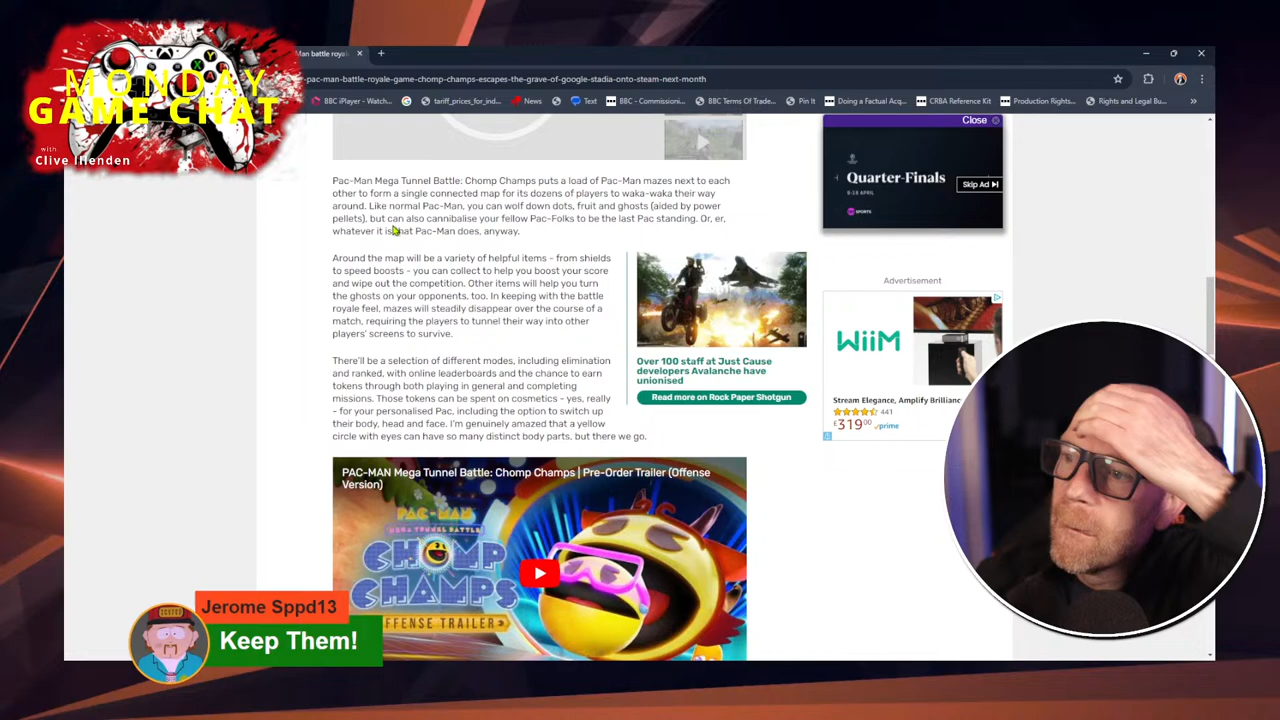 MONDAY
GAME CHAT
with
Clive Illenden
Man battle roya
-pac-man-battle-royale-game-chomp-champs-escapes-the-grave-of-google-stadia-onto-steam-next-month
BBC iPlayer - Watch...
tariff_prices_for_ind...
News
Text
BBC - Commissioni...
BBC Terms Of Trade...
Pin It
Doing a Factual Acq...
CRBA Reference Kit
Production Rights...
Rights and Legal Bu...
Pac-Man Mega Tunnel Battle: Chomp Champs puts a load of Pac-Man mazes next to each
other to form a single connected map for its dozens of players to waka-waka their way
around. Like normal Pac-Man, you can wolf down dots, fruit and ghosts (aided by power
pellets), but can also cannibalise your fellow Pac-Folks to be the last Pac standing. Or, er,
whatever it is that Pac-Man does, anyway.
Around the map will be a variety of helpful items - from shields
to speed boosts - you can collect to help you boost your score
and wipe out the competition. Other items will help you turn
the ghosts on your opponents, too. In keeping with the battle
royale feel, mazes will steadily disappear over the course of a
match, requiring the players to tunnel their way into other
players' screens to survive.
There'll be a selection of different modes, including elimination
and ranked, with online leaderboards and the chance to earn
tokens through both playing in general and completing
missions. Those tokens can be spent on cosmetics - yes, really
- for your personalised Pac, including the option to switch up
their body, head and face. I'm genuinely amazed that a yellow
circle with eyes can have so many distinct body parts, but there we go.
Over 100 staff at Just Cause
developers Avalanche have
unionised
Read more on Rock Paper Shotgun
Close
Quarter-Finals
Skip Ad
SPORTS
Advertisement
WiiM
Stream Elegance, Amplify Brillianc
441
£319.00
prime
PAC-MAN Mega Tunnel Battle: Chomp Champs | Pre-Order Trailer (Offense
Version)
PAC-MAN
MEGA TUNNEL BATTLE
CHOMP
CHAMPS
FFENSE TRAILER
Jerome Sppd13
Keep Them!